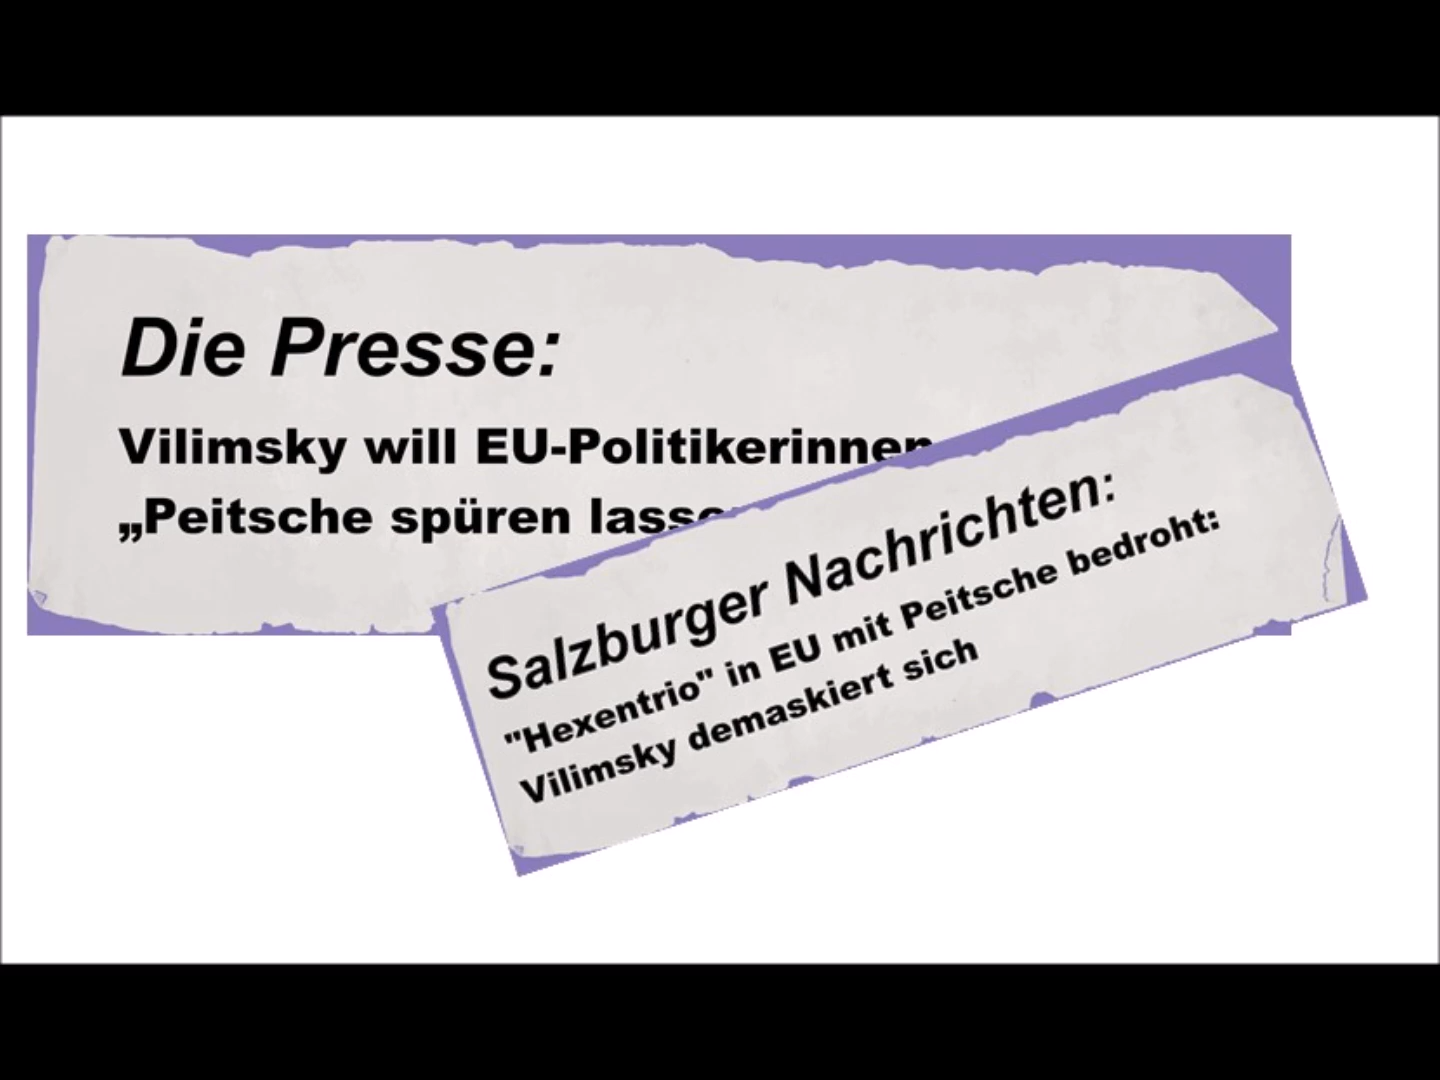 Die Presse:
Vilimsky will EU-Politikerinnen
„Peitsche spüren lasse
Salzburger Nachrichten:
"Hexentrio" in EU mit Peitsche bedroht:
Vilimsky demaskiert sich